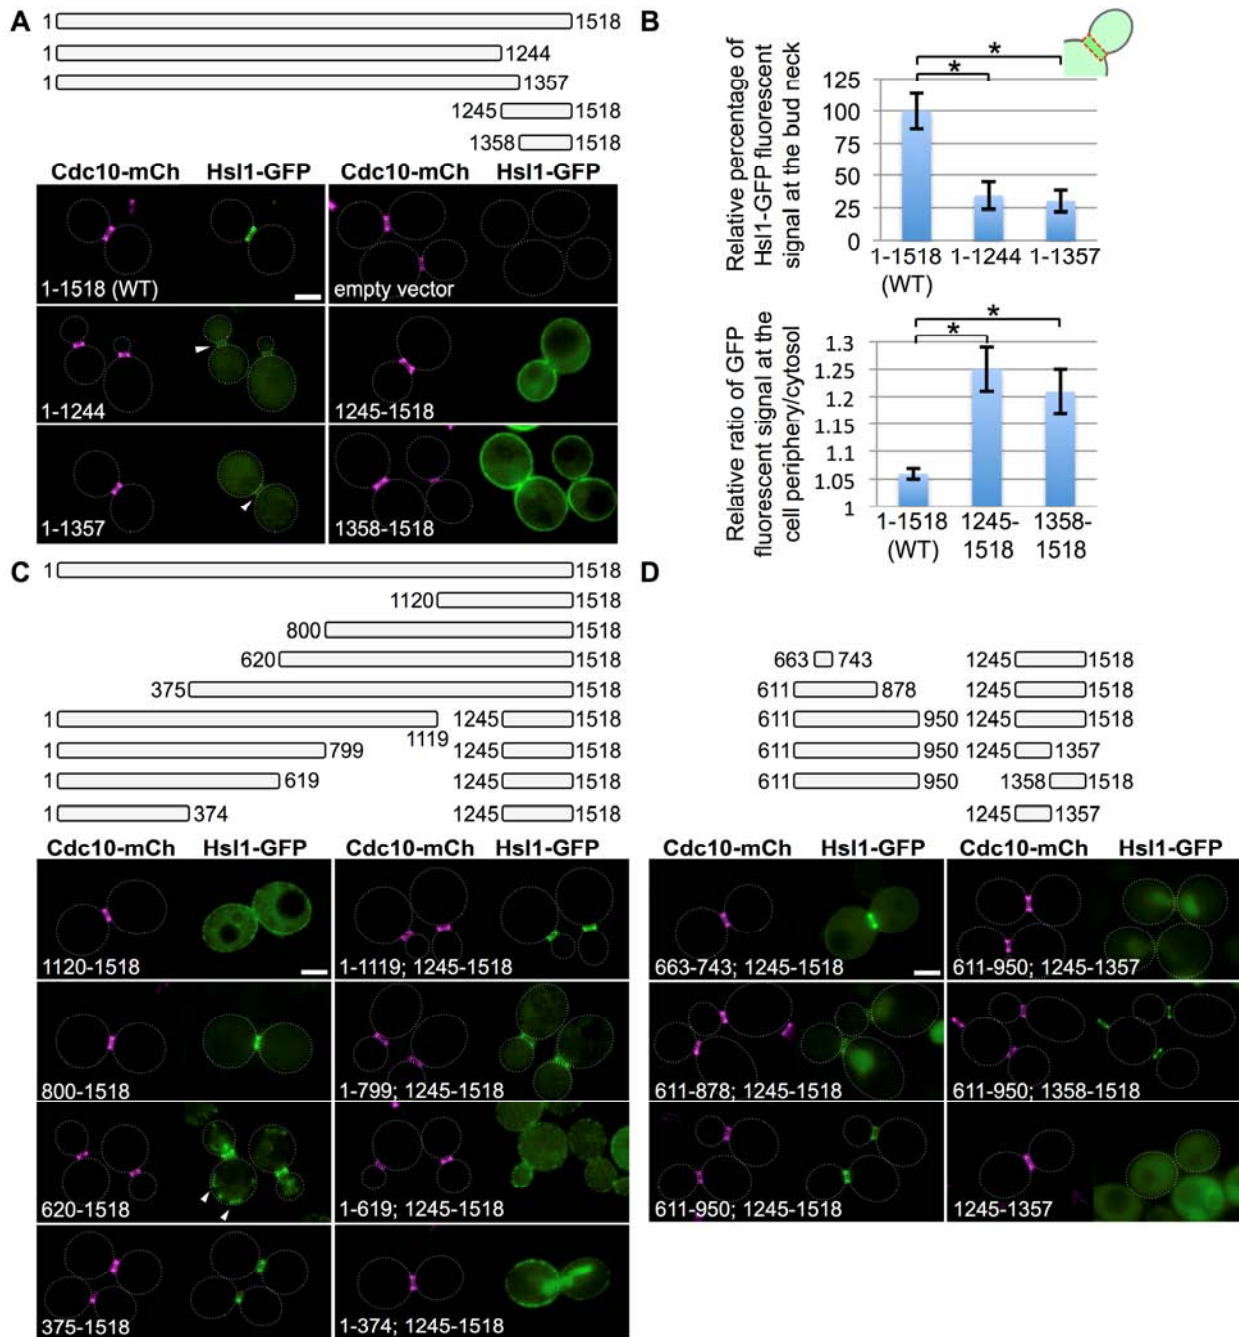 A
1 1518
1 1244
1 1357
1245 1518
1358 1518
Cdc10-mCh Hsl1-GFP Cdc10-mCh Hsl1-GFP
1-1518 (WT) empty vector
1-1244 1245-1518
1-1357 1358-1518
B
Relative percentage of
Hsl1-GFP fluorescent
signal at the bud neck
* *
125
100
75
50
25
0
1-1518 1-1244 1-1357
(WT)
Relative ratio of GFP
fluorescent signal at the
cell periphery/cytosol
* *
1.3
1.25
1.2
1.15
1.1
1.05
1
1-1518 1245- 1358-
(WT) 1518 1518
C
1 1518
1120 1518
800 1518
620 1518
375 1518
1 1119 1245 1518
1 799 1245 1518
1 619 1245 1518
1 374 1245 1518
Cdc10-mCh Hsl1-GFP Cdc10-mCh Hsl1-GFP
1120-1518 1-1119; 1245-1518
800-1518 1-799; 1245-1518
620-1518 1-619; 1245-1518
375-1518 1-374; 1245-1518
D
663 743 1245 1518
611 878 1245 1518
611 950 1245 1518
611 950 1245 1357
611 950 1358 1518
1245 1357
Cdc10-mCh Hsl1-GFP Cdc10-mCh Hsl1-GFP
663-743; 1245-1518 611-950; 1245-1357
611-878; 1245-1518 611-950; 1358-1518
611-950; 1245-1518 1245-1357